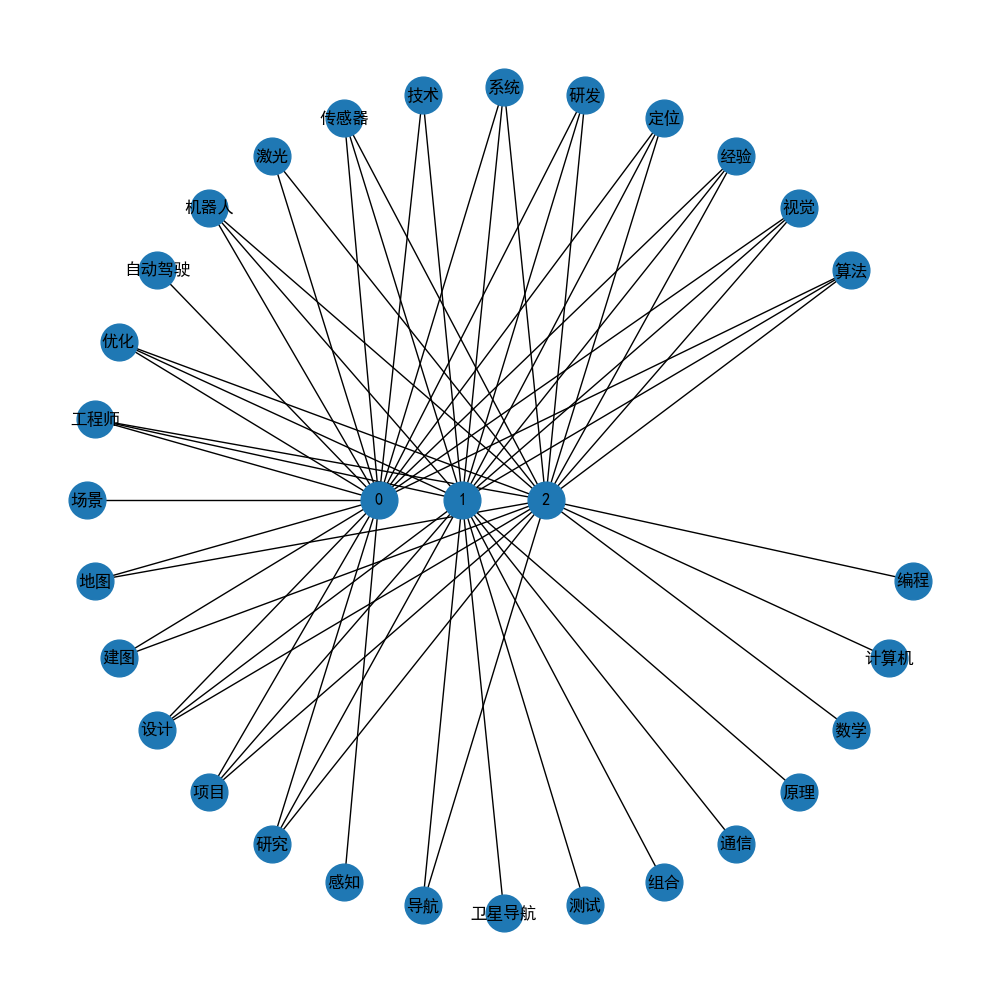 系统
技术
研发
传感器
定位
激光
经验
机器人
视觉
自动驾驶
算法
优化
工程师
场景
0
1
2
地图
编程
建图
计算机
设计
数学
项目
原理
研究
通信
感知
组合
导航
测试
卫星导航